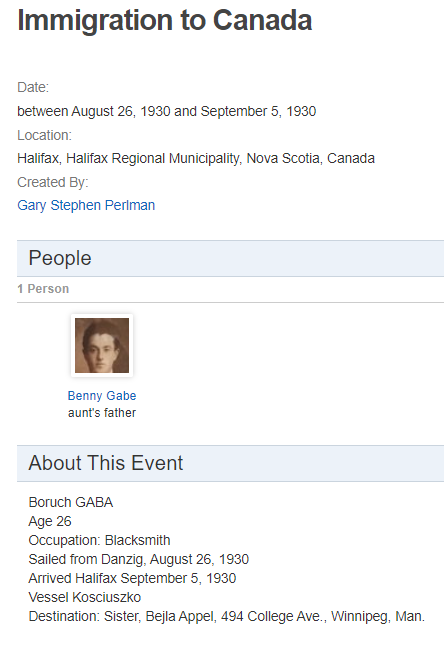 Immigration to Canada
Date:
between August 26, 1930 and September 5, 1930
Location:
Halifax, Halifax Regional Municipality, Nova Scotia, Canada
Created By:
Gary Stephen Perlman
People
1 Person
Benny Gabe
aunt's father
About This Event
Boruch GABA
Age 26
Occupation: Blacksmith
Sailed from Danzig, August 26, 1930
Arrived Halifax September 5, 1930
Vessel Kosciuszko
Destination: Sister, Bejla Appel, 494 College Ave., Winnipeg, Man.